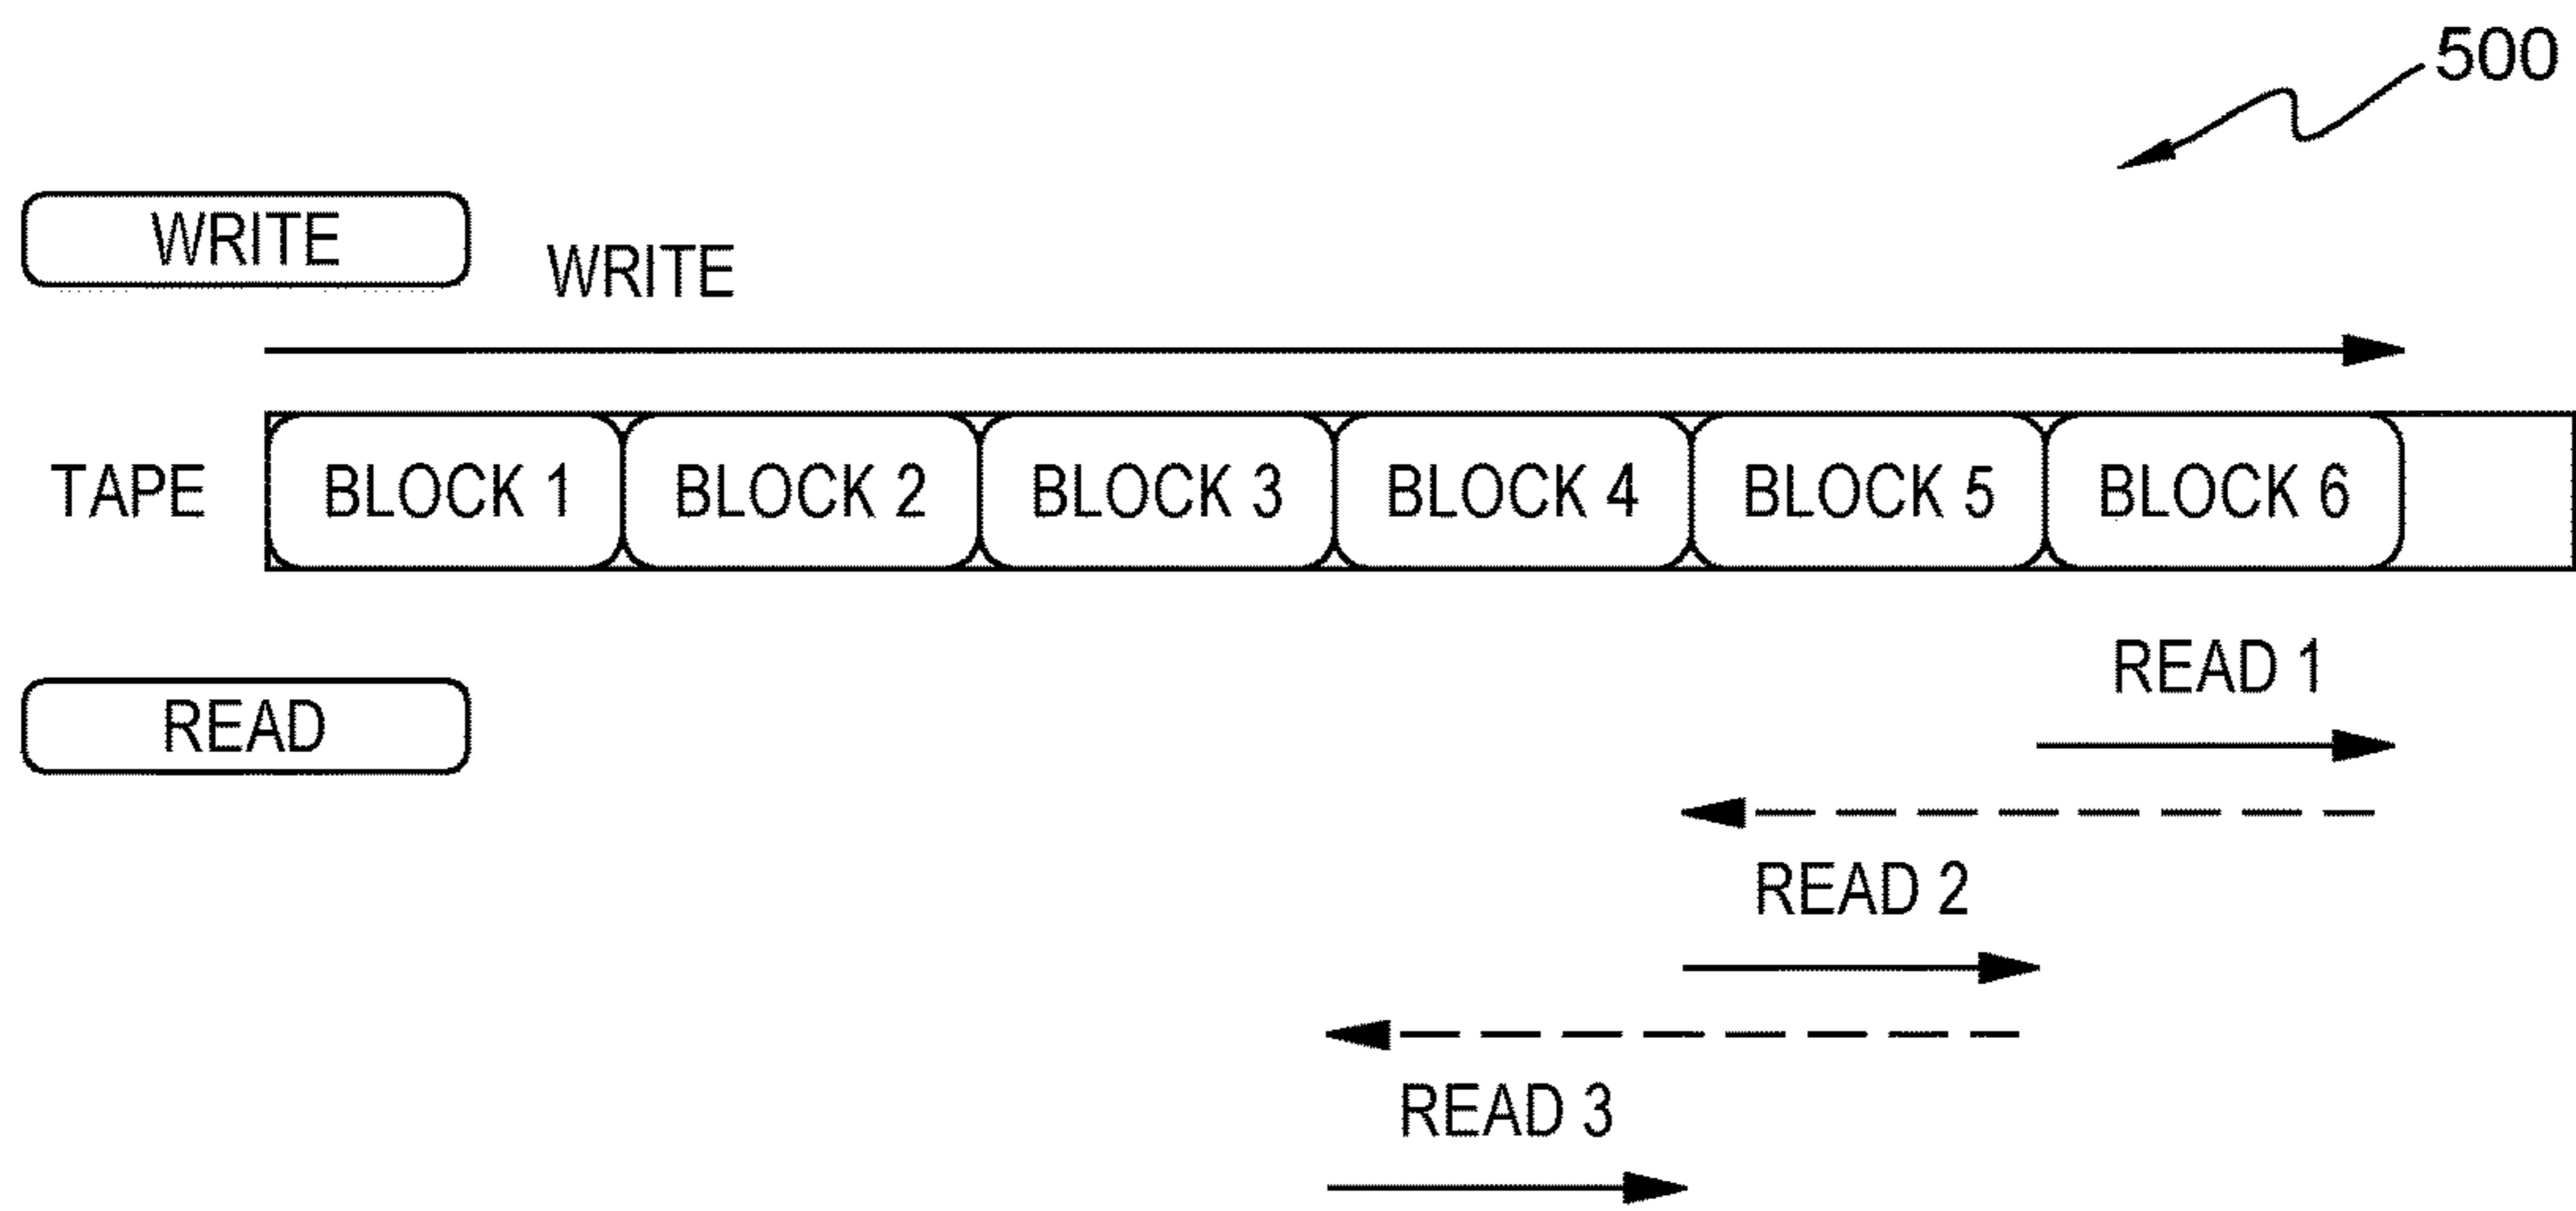 500
WRITE
WRITE
TAPE BLOCK 1 BLOCK 2 BLOCK 3 BLOCK 4 BLOCK 5 BLOCK 6
READ 1
READ
READ 2
READ 3